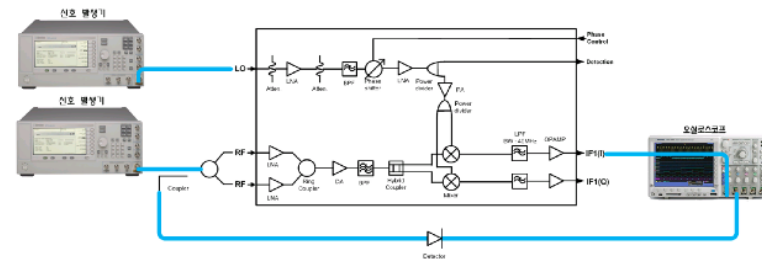 신호 발생기
신호 발생기
LO
Atten.
LNA
Atten.
BPF
Phase
shifter
LNA
Power
divider
Phase
Control
Detection
PA
Power
divider
RF
LNA
RF
LNA
Ring
Coupler
DA
BPF
Hybrid
Coupler
Mixer
LPF
OPAMP
IF1(I)
IF1(Q)
오실로스코프
Coupler
Detector